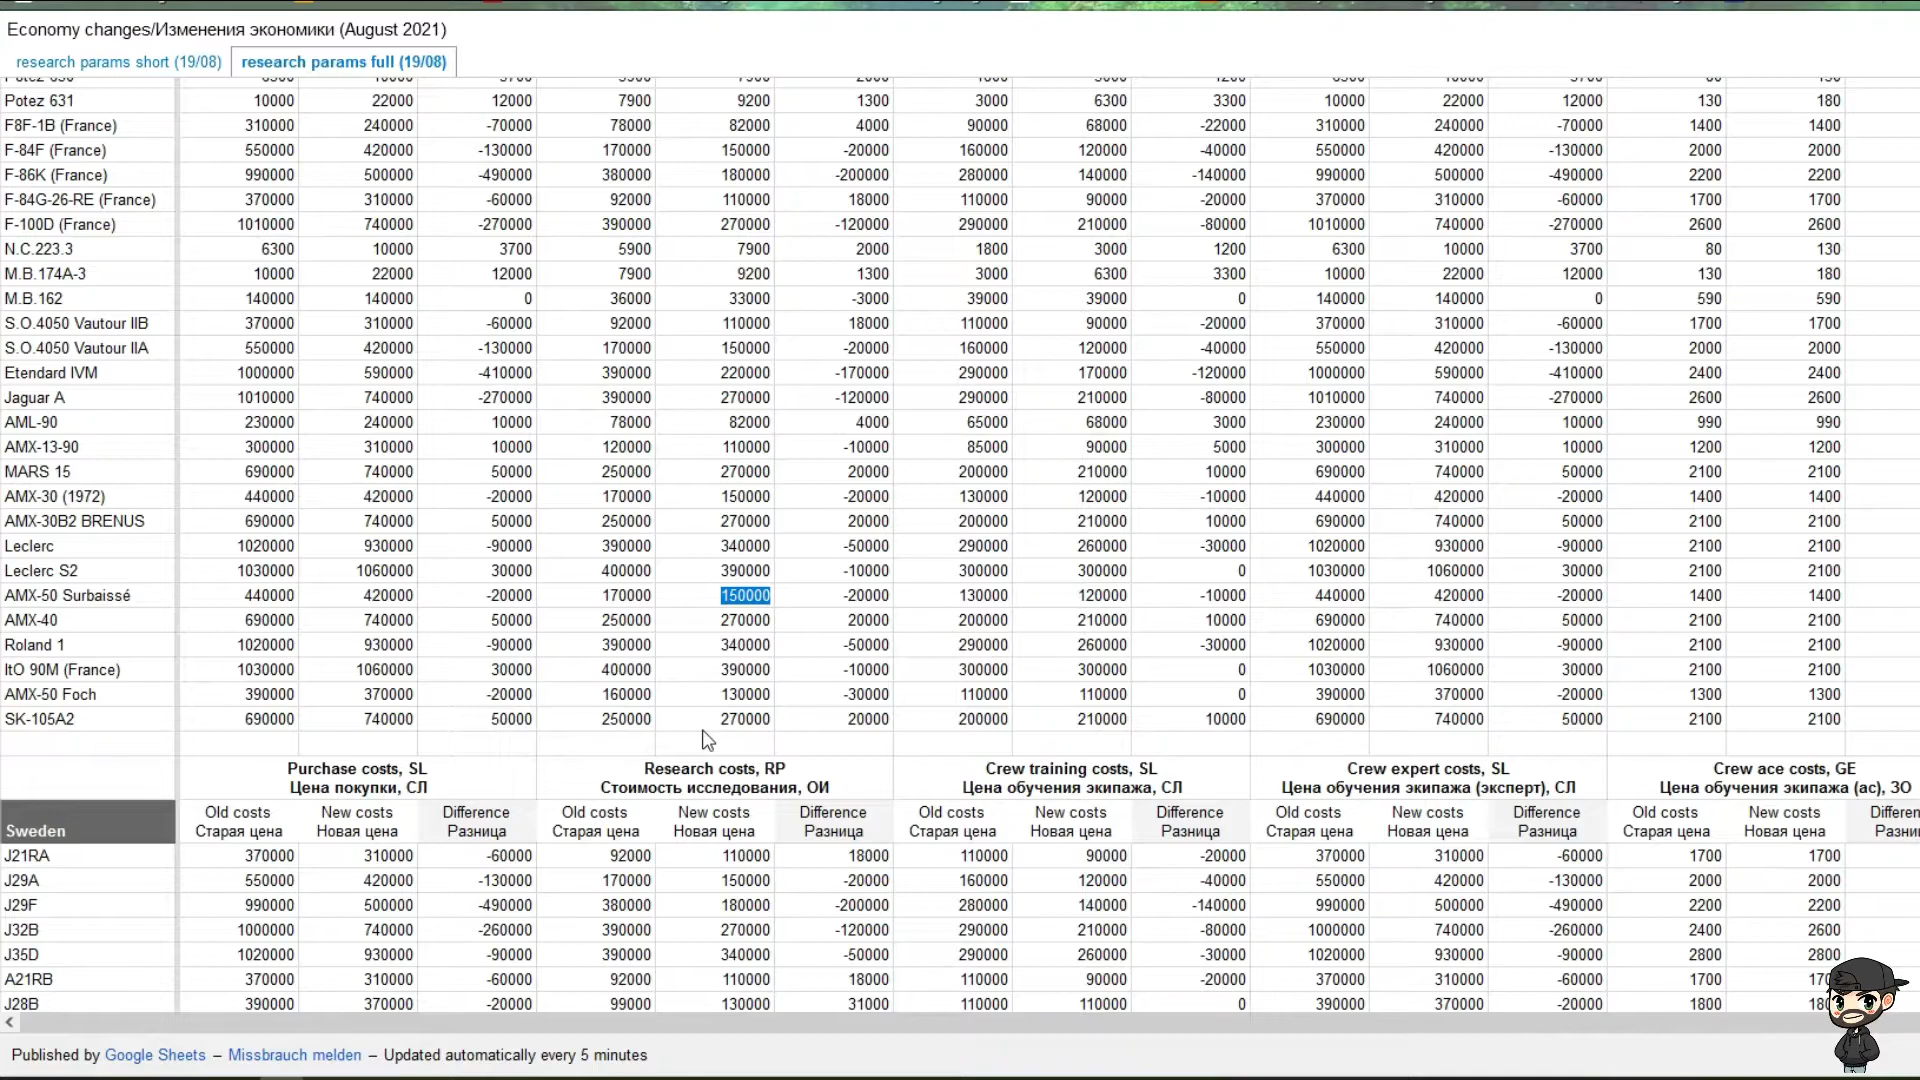 Economy changes/Изменения экономики (August 2021)
research params short (19/08) research params full (19/08)
Potez 631 10000 22000 12000 7900 9200 1300 3000 6300 3300 10000 22000 12000 130 180
F8F-1B (France) 310000 240000 -70000 78000 82000 4000 90000 68000 -22000 310000 240000 -70000 1400 1400
F-84F (France) 550000 420000 -130000 170000 150000 -20000 160000 120000 -40000 550000 420000 -130000 2000 2000
F-86K (France) 990000 500000 -490000 380000 180000 -200000 280000 140000 -140000 990000 500000 -490000 2200 2200
F-84G-26-RE (France) 370000 310000 -60000 92000 110000 18000 110000 90000 -20000 370000 310000 -60000 1700 1700
F-100D (France) 1010000 740000 -270000 390000 270000 -120000 290000 210000 -80000 1010000 740000 -270000 2600 2600
N.C.223.3 6300 10000 3700 5900 7900 2000 1800 3000 1200 6300 10000 3700 80 130
M.B.174A-3 10000 22000 12000 7900 9200 1300 3000 6300 3300 10000 22000 12000 130 180
M.B.162 140000 140000 0 36000 33000 -3000 39000 39000 0 140000 140000 0 590 590
S.O.4050 Vautour IIB 370000 310000 -60000 92000 110000 18000 110000 90000 -20000 370000 310000 -60000 1700 1700
S.O.4050 Vautour IIA 550000 420000 -130000 170000 150000 -20000 160000 120000 -40000 550000 420000 -130000 2000 2000
Etendard IVM 1000000 590000 -410000 390000 220000 -170000 290000 170000 -120000 1000000 590000 -410000 2400 2400
Jaguar A 1010000 740000 -270000 390000 270000 -120000 290000 210000 -80000 1010000 740000 -270000 2600 2600
AML-90 230000 240000 10000 78000 82000 4000 65000 68000 3000 230000 240000 10000 990 990
AMX-13-90 300000 310000 10000 120000 110000 -10000 85000 90000 5000 300000 310000 10000 1200 1200
MARS 15 690000 740000 50000 250000 270000 20000 200000 210000 10000 690000 740000 50000 2100 2100
AMX-30 (1972) 440000 420000 -20000 170000 150000 -20000 130000 120000 -10000 440000 420000 -20000 1400 1400
AMX-30B2 BRENUS 690000 740000 50000 250000 270000 20000 200000 210000 10000 690000 740000 50000 2100 2100
Leclerc 1020000 930000 -90000 390000 340000 -50000 290000 260000 -30000 1020000 930000 -90000 2100 2100
Leclerc S2 1030000 1060000 30000 400000 390000 -10000 300000 300000 0 1030000 1060000 30000 2100 2100
AMX-50 Surbaissé 440000 420000 -20000 170000 150000 -20000 130000 120000 -10000 440000 420000 -20000 1400 1400
AMX-40 690000 740000 50000 250000 270000 20000 200000 210000 10000 690000 740000 50000 2100 2100
Roland 1 1020000 930000 -90000 390000 340000 -50000 290000 260000 -30000 1020000 930000 -90000 2100 2100
ItO 90M (France) 1030000 1060000 30000 400000 390000 -10000 300000 300000 0 1030000 1060000 30000 2100 2100
AMX-50 Foch 390000 370000 -20000 160000 130000 -30000 110000 110000 0 390000 370000 -20000 1300 1300
SK-105A2 690000 740000 50000 250000 270000 20000 200000 210000 10000 690000 740000 50000 2100 2100
Purchase costs, SL Research costs, RP Crew training costs, SL Crew expert costs, SL Crew ace costs, GE
Цена покупки, СЛ Стоимость исследования, ОИ Цена обучения экипажа, СЛ Цена обучения экипажа (эксперт), СЛ Цена обучения экипажа (ас), ЗО
Old costs New costs Difference Old costs New costs Difference Old costs New costs Difference Old costs New costs Difference Old costs New costs Differen
Sweden Старая цена Новая цена Разница Старая цена Новая цена Разница Старая цена Новая цена Разница Старая цена Новая цена Разница Старая цена Новая цена Разни
J21RA 370000 310000 -60000 92000 110000 18000 110000 90000 -20000 370000 310000 -60000 1700 1700
J29A 550000 420000 -130000 170000 150000 -20000 160000 120000 -40000 550000 420000 -130000 2000 2000
J29F 990000 500000 -490000 380000 180000 -200000 280000 140000 -140000 990000 500000 -490000 2200 2200
J32B 1000000 740000 -260000 390000 270000 -120000 290000 210000 -80000 1000000 740000 -260000 2400 2600
J35D 1020000 930000 -90000 390000 340000 -50000 290000 260000 -30000 1020000 930000 -90000 2800 2800
A21RB 370000 310000 -60000 92000 110000 18000 110000 90000 -20000 370000 310000 -60000 1700
J28B 390000 370000 -20000 99000 130000 31000 110000 110000 0 390000 370000 -20000 1800
Published by Google Sheets – Missbrauch melden – Updated automatically every 5 minutes